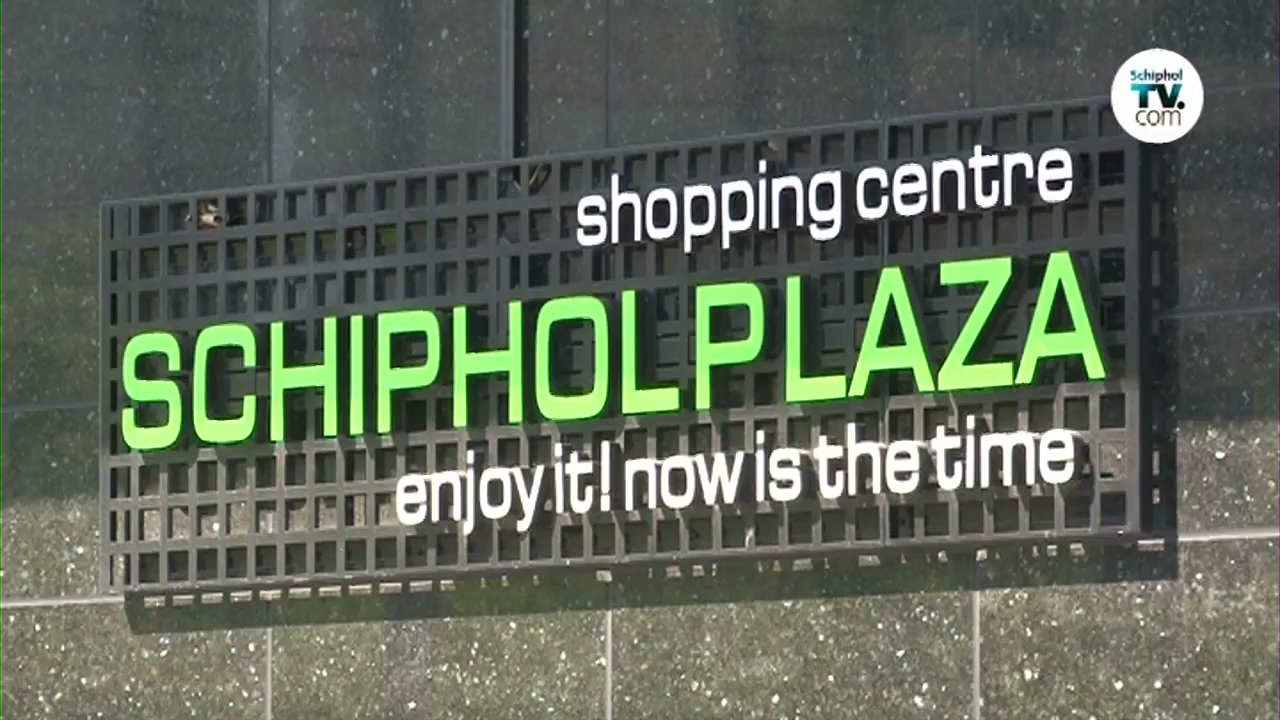 Schiphol
TV.
com
shopping centre
SCHIPHOLPLAZA
enjoy it! now is the time